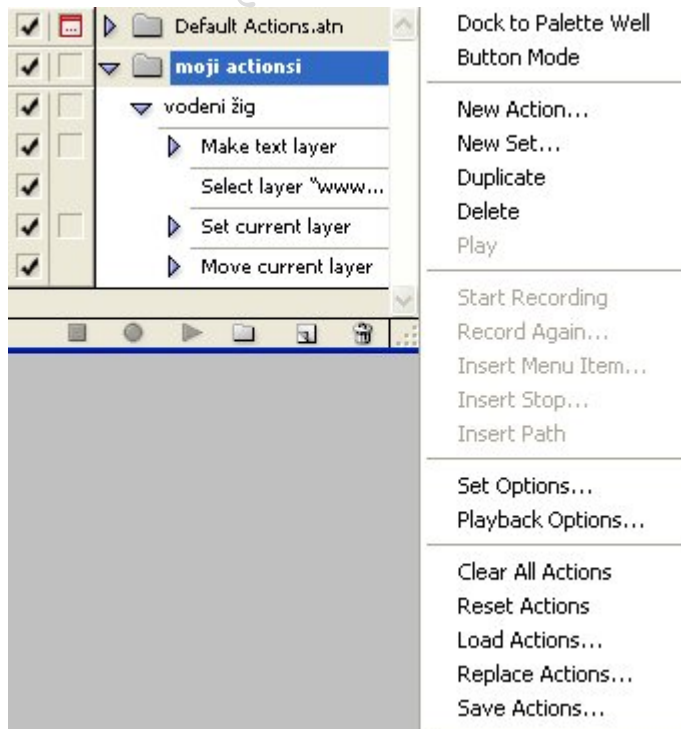 Default Actions.atn
moji actionsi
vodeni žig
Make text layer
Select layer "www...
Set current layer
Move current layer
Dock to Palette Well
Button Mode
New Action...
New Set...
Duplicate
Delete
Play
Start Recording
Record Again...
Insert Menu Item...
Insert Stop...
Insert Path
Set Options...
Playback Options...
Clear All Actions
Reset Actions
Load Actions...
Replace Actions...
Save Actions...